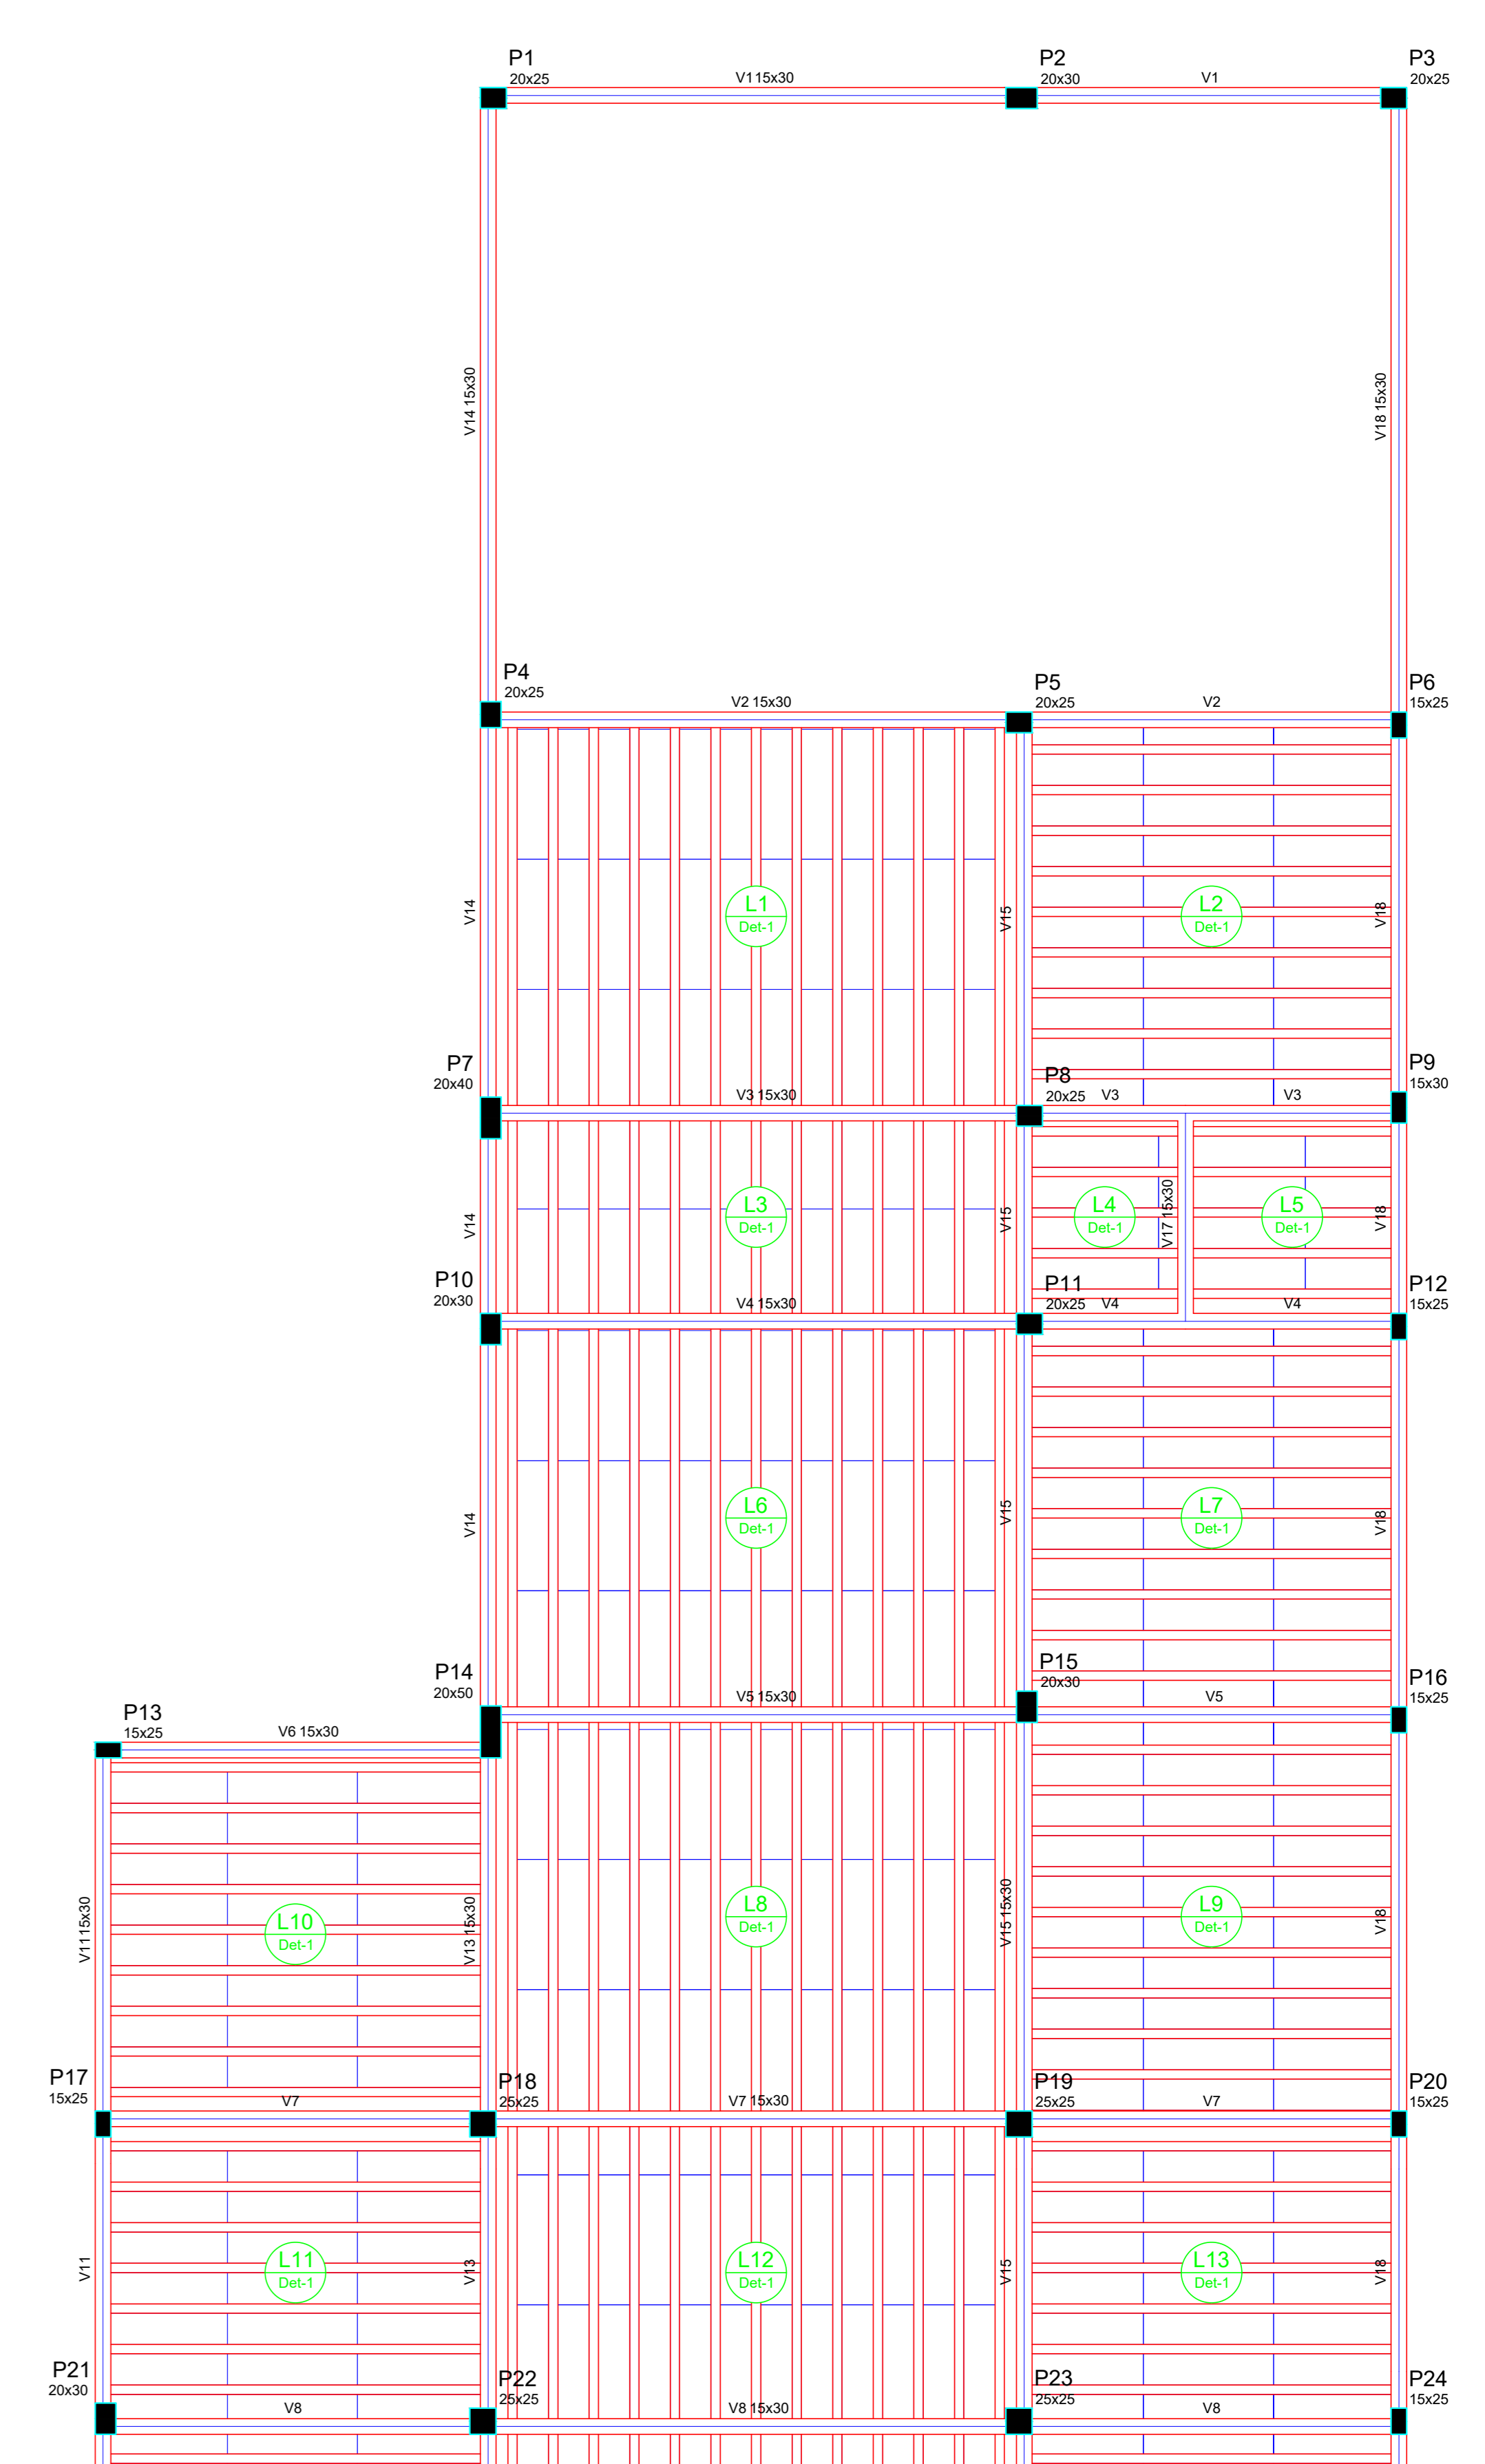 P1
20x25
V1 15x30
P2
20x30
V1
P3
20x25
V14 15x30
V18 15x30
P4
20x25
V2 15x30
P5
20x25
V2
P6
15x25
V14
L1
Det-1
V15
L2
Det-1
V18
P7
20x40
V3 15x30
P8
20x25
V3
V3
P9
15x30
V14
L3
Det-1
V15
L4
Det-1
V17 15x30
L5
Det-1
V18
P10
20x30
V4 15x30
P11
20x25
V4
V4
P12
15x25
V14
L6
Det-1
V15
L7
Det-1
V18
P14
20x50
V5 15x30
P15
20x30
V5
P16
15x25
P13
15x25
V6 15x30
V11 15x30
L10
Det-1
V13 15x30
L8
Det-1
V15 15x30
L9
Det-1
V18
P17
15x25
V7
P18
25x25
V7 15x30
P19
25x25
V7
P20
15x25
V11
L11
Det-1
V13
L12
Det-1
V15
L13
Det-1
V18
P21
20x30
V8
P22
25x25
V8 15x30
P23
25x25
V8
P24
15x25